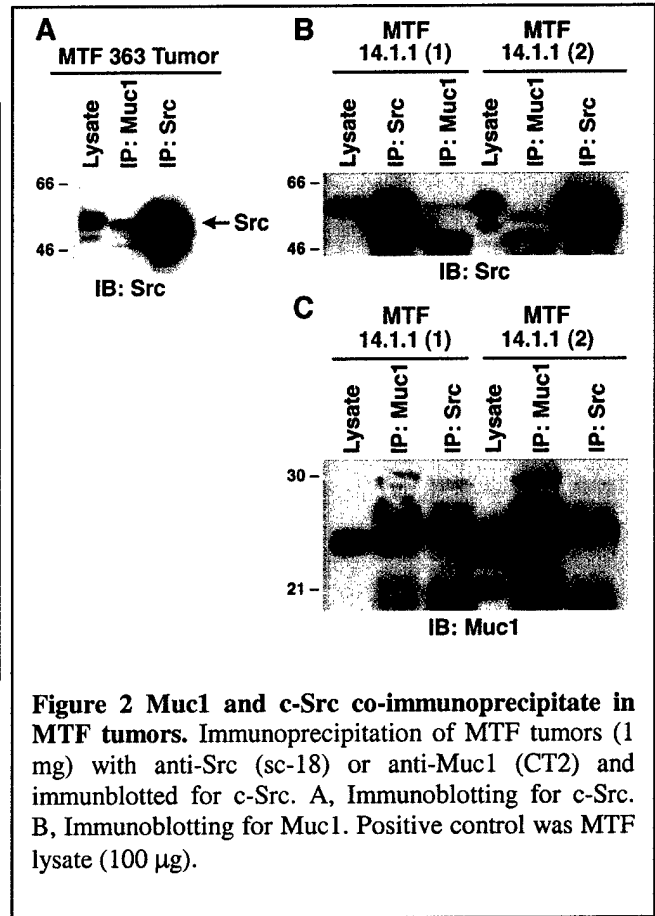 A
MTF 363 Tumor
Lysate
IP: Muc1
IP: Src
66 –
46 –
←Src
IB: Src
B
MTF
14.1.1 (1)
MTF
14.1.1 (2)
Lysate
IP: Src
IP: Muc1
Lysate
IP: Muc1
IP: Src
66 –
46 –
IB: Src
C
MTF
14.1.1 (1)
MTF
14.1.1 (2)
Lysate
IP: Muc1
IP: Src
Lysate
IP: Muc1
IP: Src
30 –
21 –
IB: Muc1
Figure 2 Muc1 and c-Src co-immunoprecipitate in
MTF tumors. Immunoprecipitation of MTF tumors (1
mg) with anti-Src (sc-18) or anti-Muc1 (CT2) and
immunblotted for c-Src. A, Immunoblotting for c-Src.
B, Immunoblotting for Muc1. Positive control was MTF
lysate (100 μg).